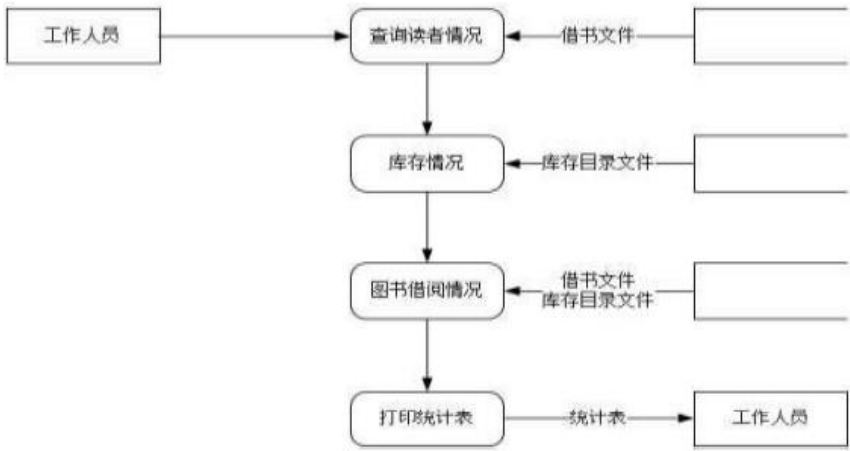 工作人员
查询读者情况
借书文件
库存情况
库存目录文件
图书借阅情况
借书文件
库存目录文件
打印统计表
统计表
工作人员